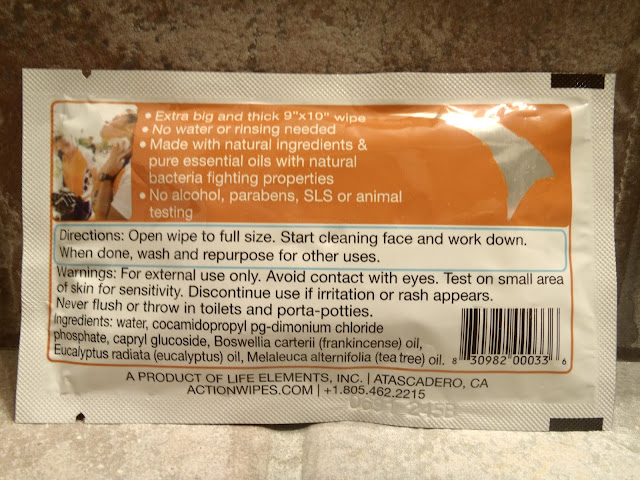 • Extra big and thick 9"x10" wipe
• No water or rinsing needed
• Made with natural ingredients &
pure essential oils with natural
bacteria fighting properties
• No alcohol, parabens, SLS or animal
testing
Directions: Open wipe to full size. Start cleaning face and work down.
When done, wash and repurpose for other uses.
Warnings: For external use only. Avoid contact with eyes. Test on small area
of skin for sensitivity. Discontinue use if irritation or rash appears.
Never flush or throw in toilets and porta-potties.
Ingredients: water, cocamidopropyl pg-dimonium chloride
phosphate, capryl glucoside, Boswellia carterii (frankincense) oil,
Eucalyptus radiata (eucalyptus) oil, Melaleuca alternifolia (tea tree) oil.
8 30982 00033 6
A PRODUCT OF LIFE ELEMENTS, INC. | ATASCADERO, CA
ACTIONWIPES.COM | +1.805.462.2215